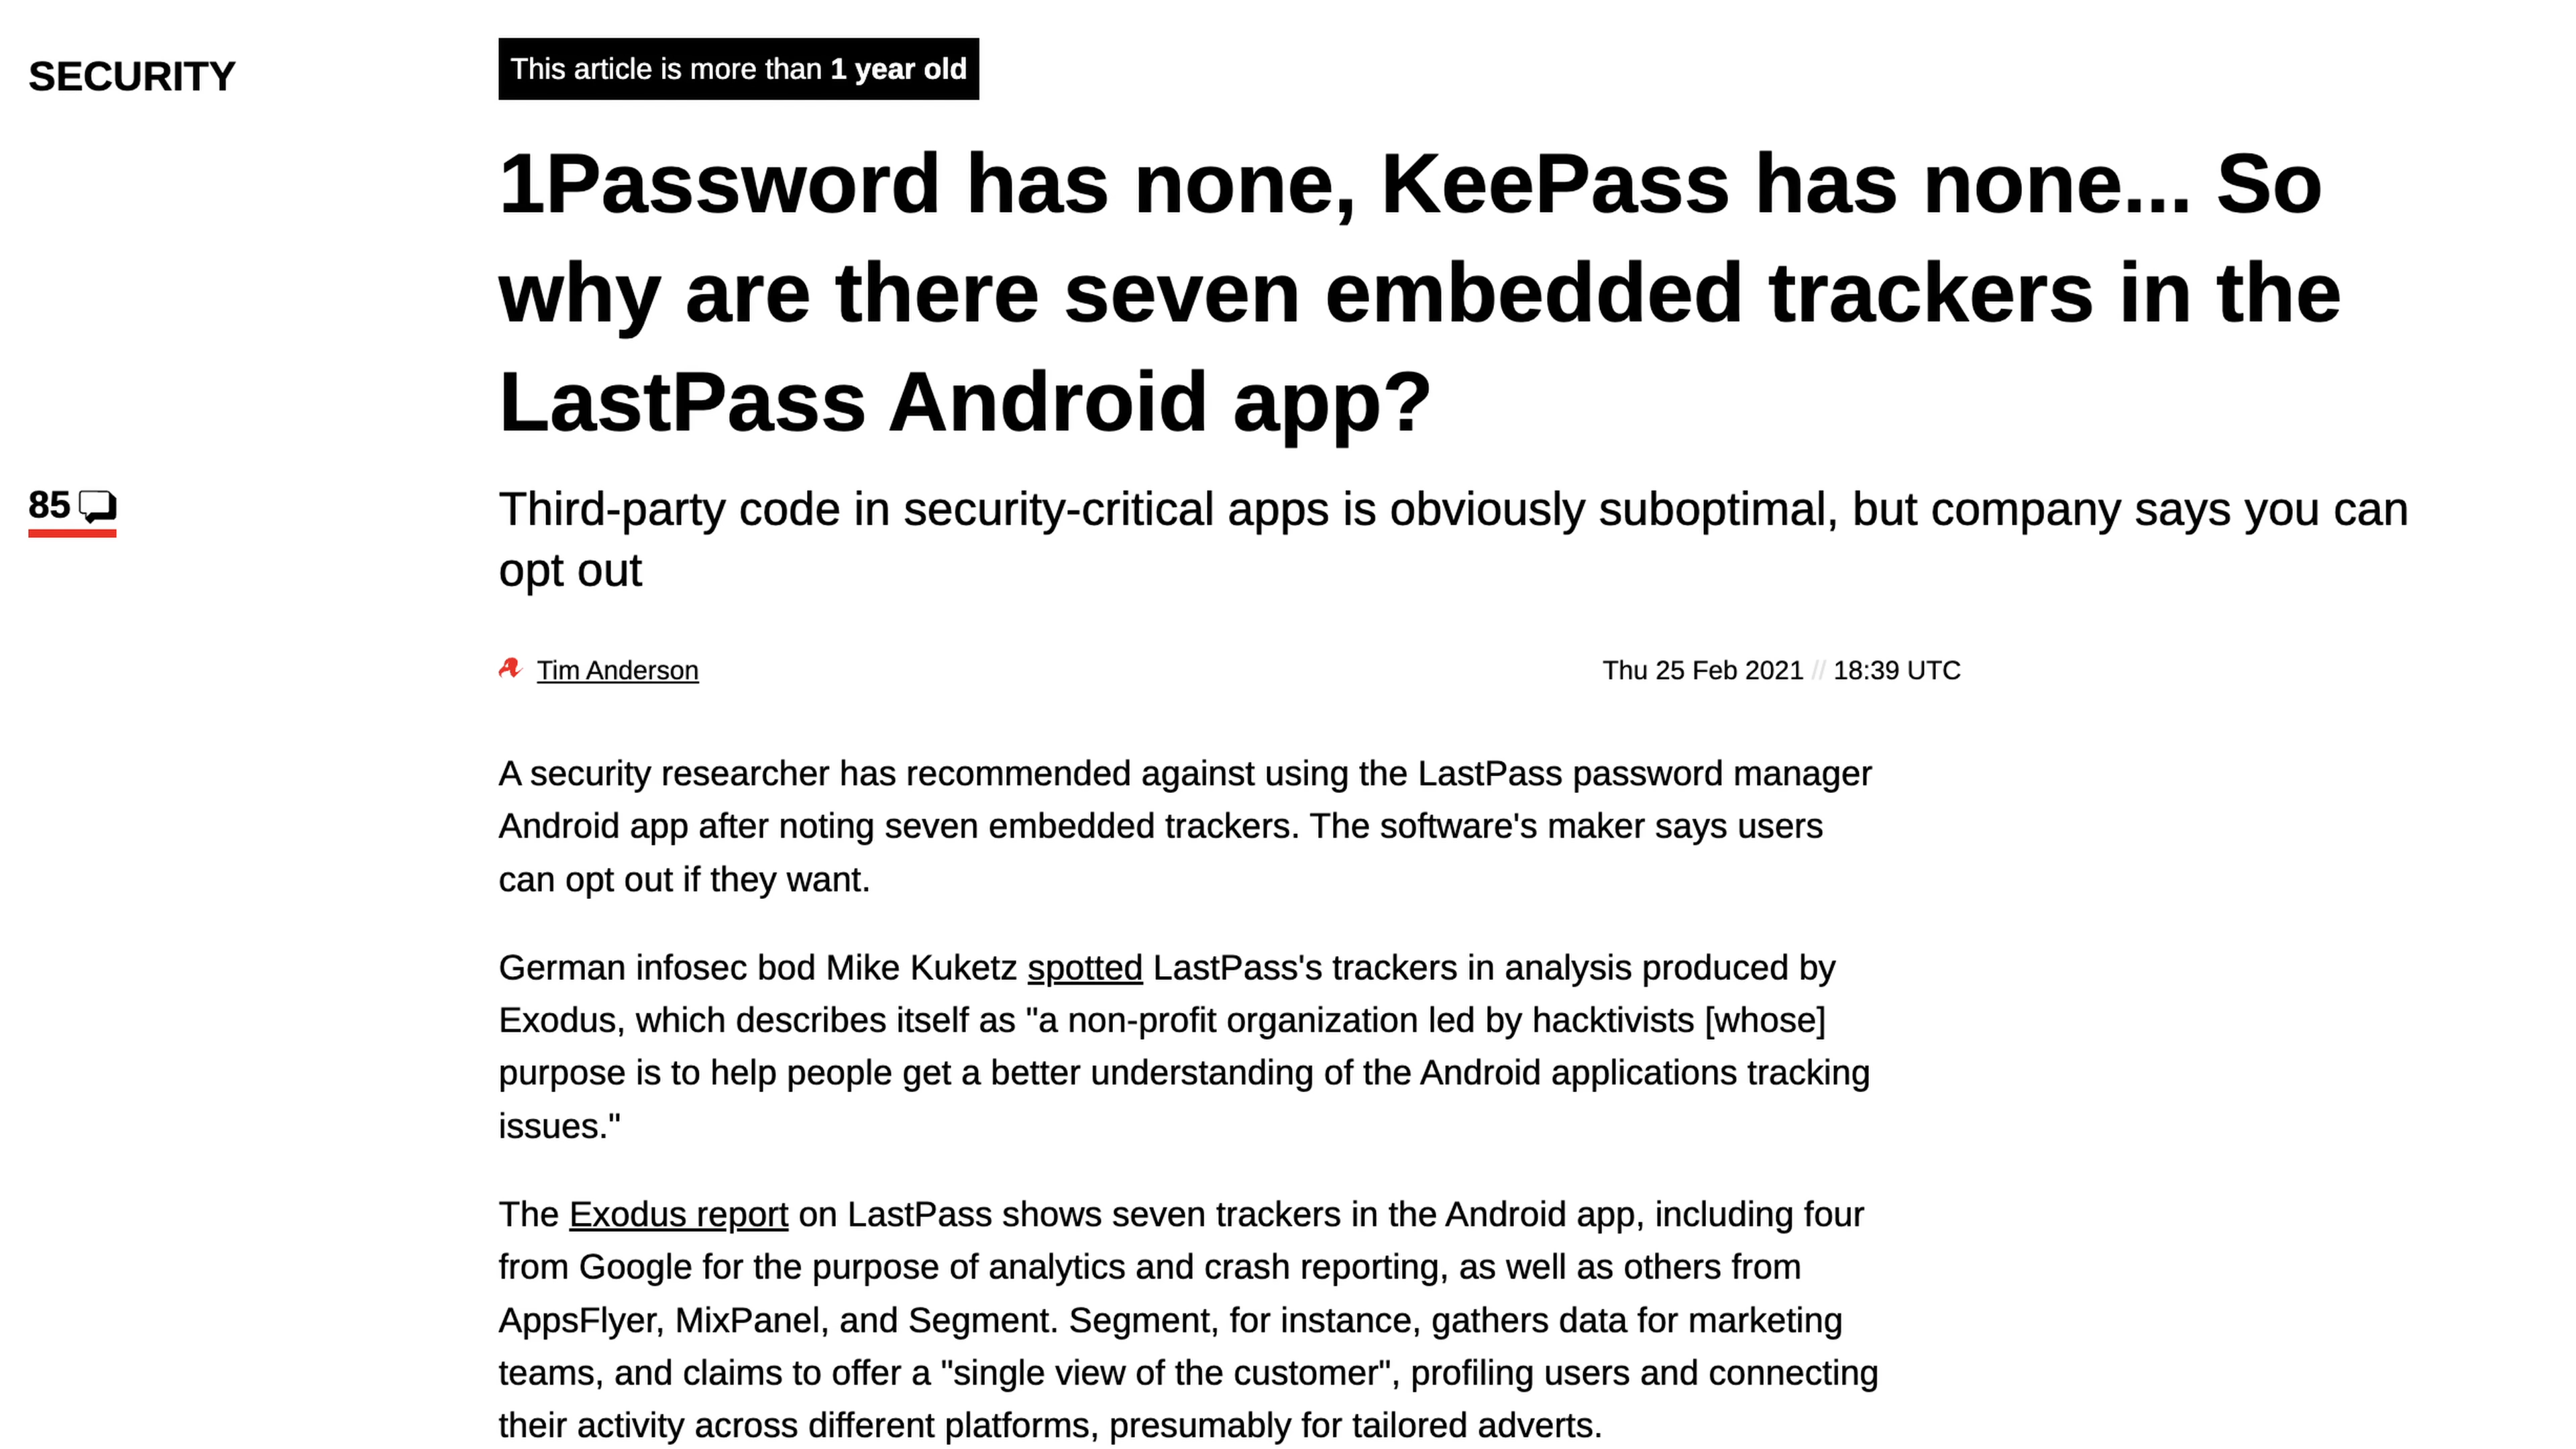 SECURITY
This article is more than 1 year old
1Password has none, KeePass has none... So
why are there seven embedded trackers in the
LastPass Android app?
85
Third-party code in security-critical apps is obviously suboptimal, but company says you can
opt out
Tim Anderson
Thu 25 Feb 2021 // 18:39 UTC
A security researcher has recommended against using the LastPass password manager
Android app after noting seven embedded trackers. The software's maker says users
can opt out if they want.
German infosec bod Mike Kuketz spotted LastPass's trackers in analysis produced by
Exodus, which describes itself as "a non-profit organization led by hacktivists [whose]
purpose is to help people get a better understanding of the Android applications tracking
issues."
The Exodus report on LastPass shows seven trackers in the Android app, including four
from Google for the purpose of analytics and crash reporting, as well as others from
AppsFlyer, MixPanel, and Segment. Segment, for instance, gathers data for marketing
teams, and claims to offer a "single view of the customer", profiling users and connecting
their activity across different platforms, presumably for tailored adverts.